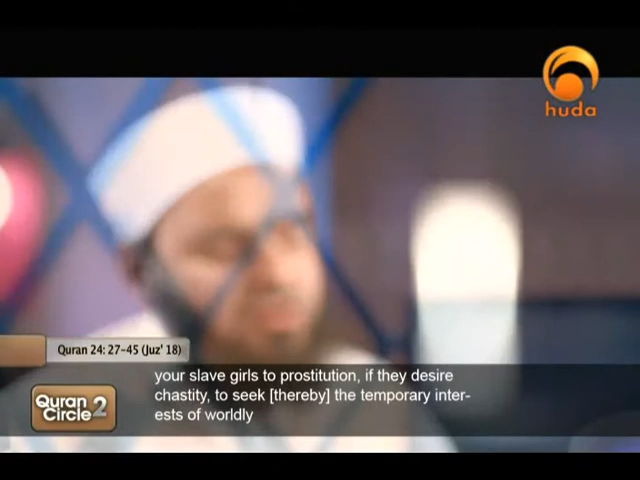 huda
Quran 24: 27-45 (Juz' 18)
your slave girls to prostitution, if they desire
chastity, to seek [thereby] the temporary inter-
ests of worldly
Quran
Circle 2